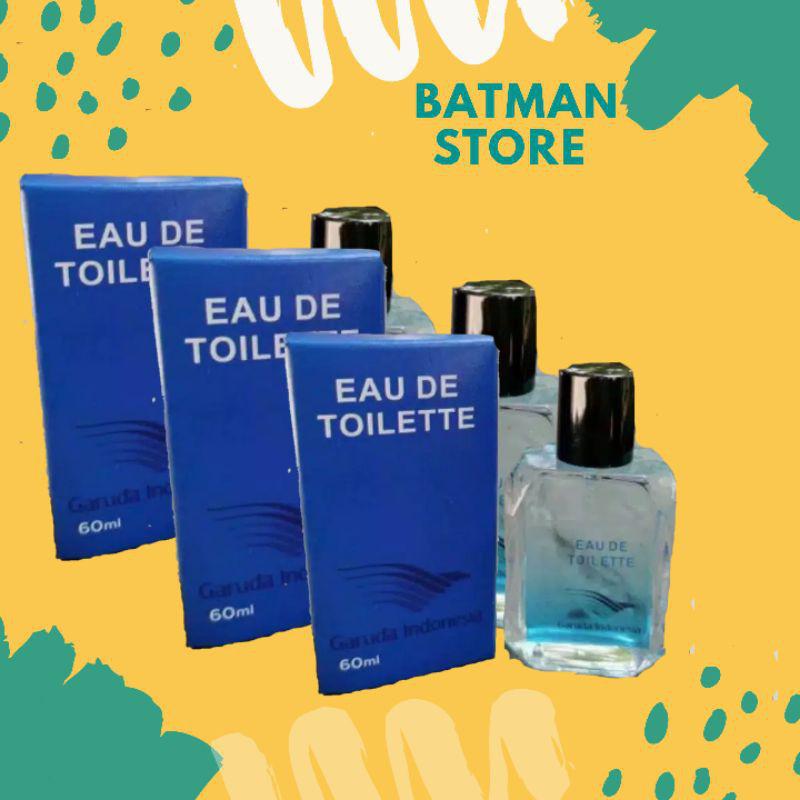 BATMAN
STORE
EAU DE
TOILE
Garuda Ind
60ml
EAU DE
TOILE
Garuda Indo
60ml
EAU DE
TOILETTE
Garuda Indonesia
60ml
EAU DE
TOILETTE
Garuda Indonesia